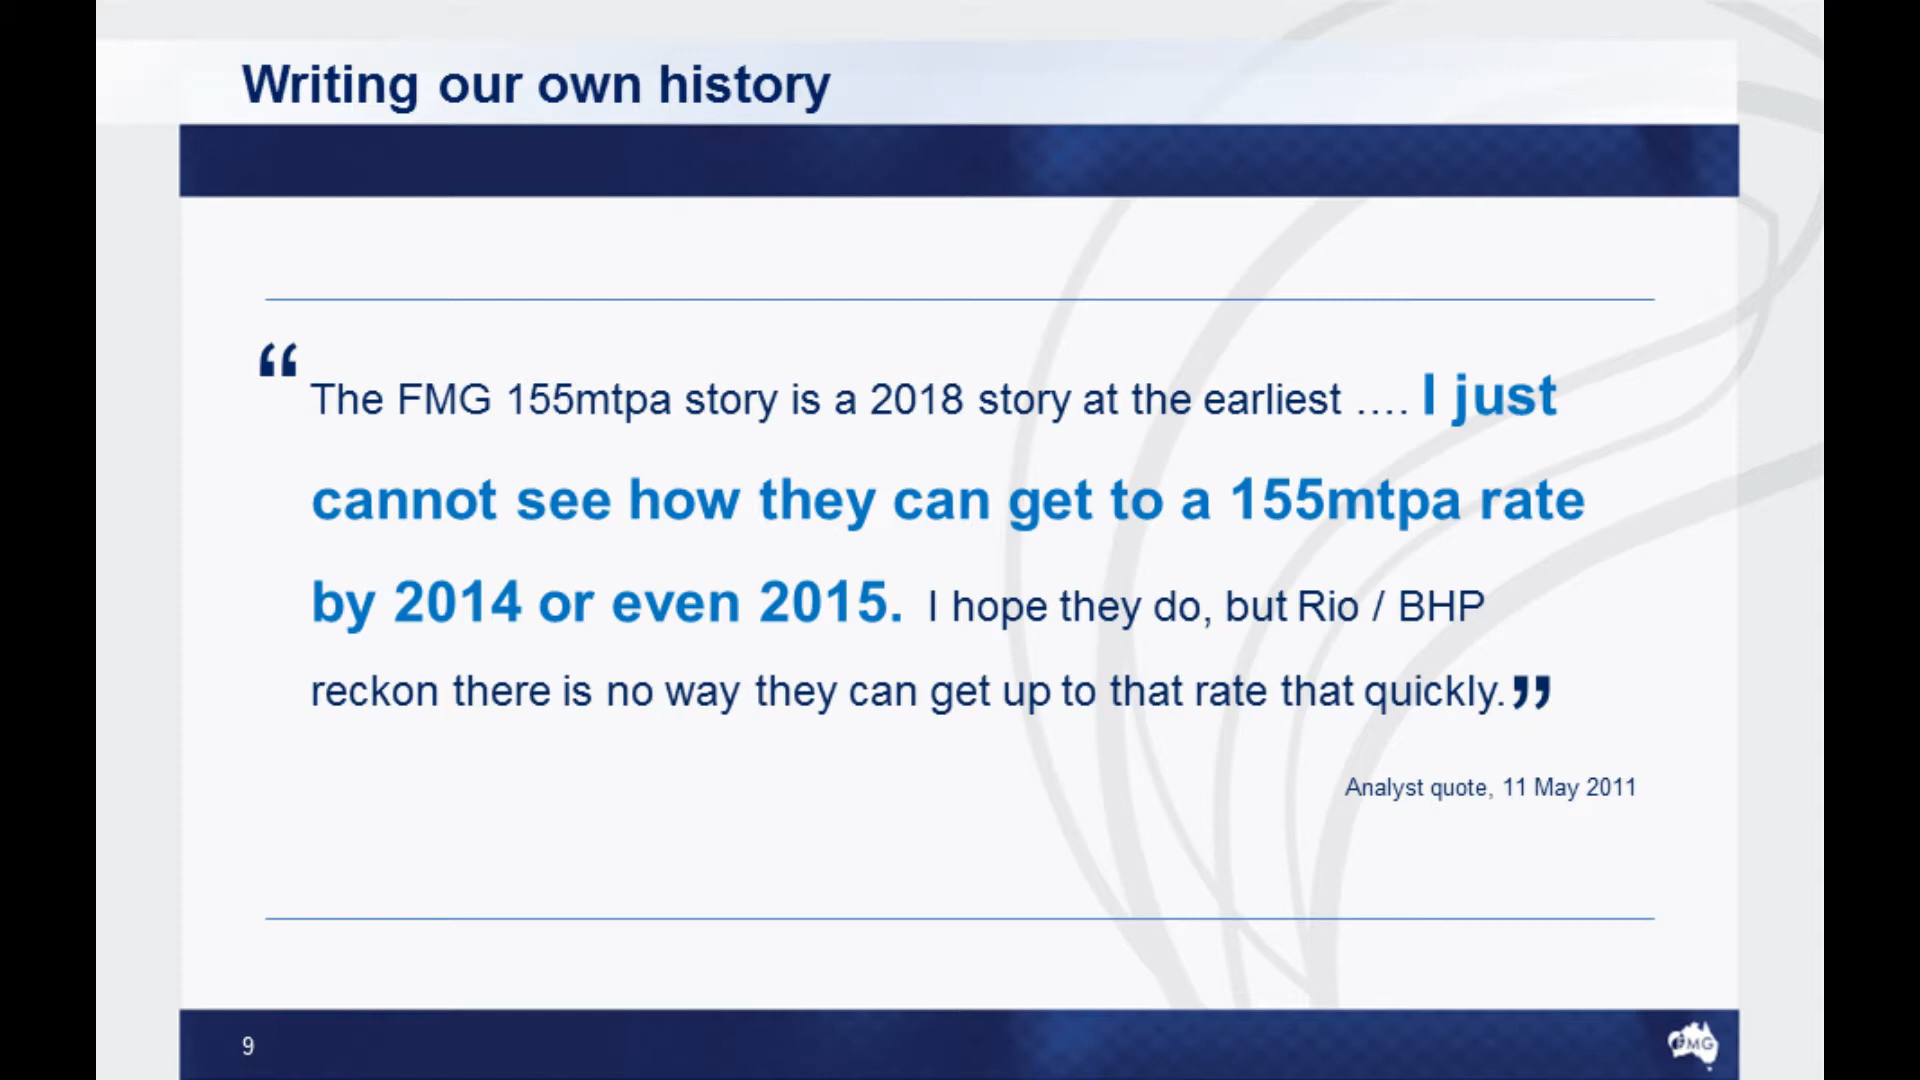 Writing our own history
“The FMG 155mtpa story is a 2018 story at the earliest .... I just
cannot see how they can get to a 155mtpa rate
by 2014 or even 2015. I hope they do, but Rio / BHP
reckon there is no way they can get up to that rate that quickly.”
Analyst quote, 11 May 2011
9
FMG